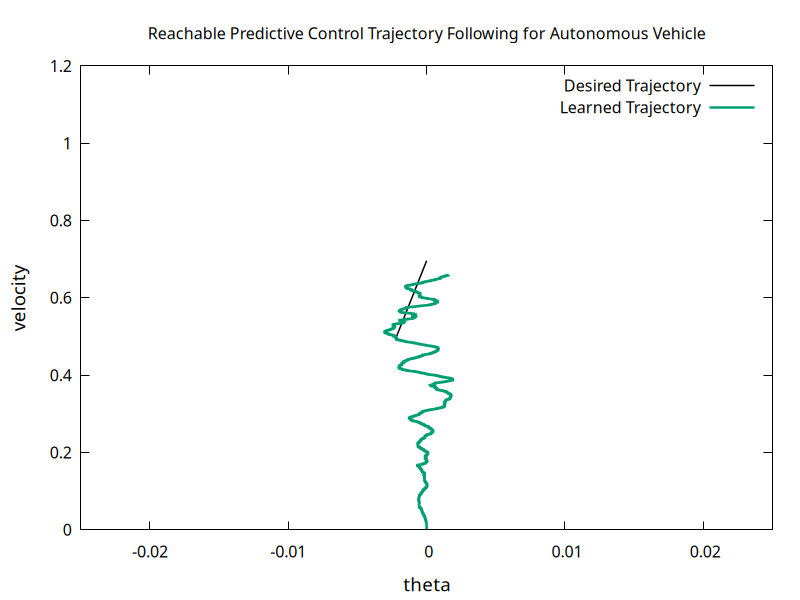 Reachable Predictive Control Trajectory Following for Autonomous Vehicle
Desired Trajectory
Learned Trajectory
1.2
1
0.8
0.6
0.4
0.2
0
velocity
-0.02 -0.01 0 0.01 0.02
theta